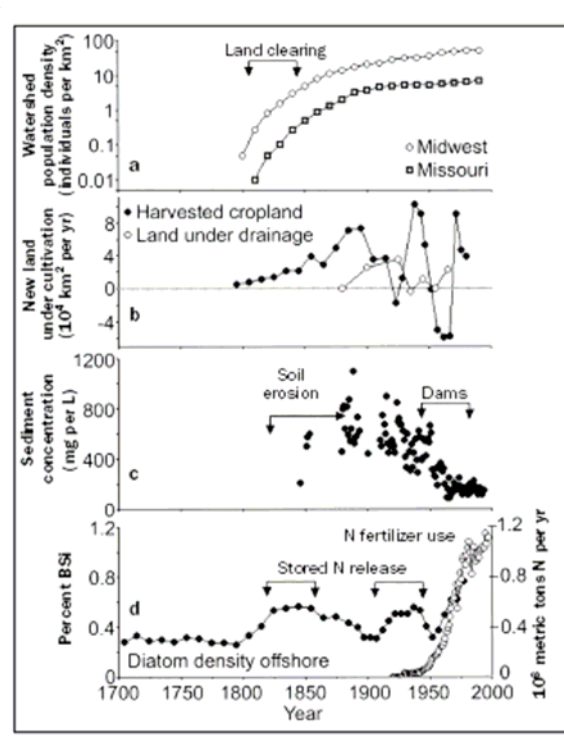 Watershed
population density
(individuals per km²)
100
10
1
0.1
0.01
Land clearing
a
Midwest
Missouri
New land
under cultivation
(10⁴ km² per yr)
8
4
0
-4
Harvested cropland
Land under drainage
b
Sediment
concentration
(mg per L)
1200
800
400
0
Soil
erosion
Dams
c
Percent BSi
1.2
0.8
0.4
0
N fertilizer use
Stored N release
d
Diatom density offshore
1.2
0.8
0.4
0
10⁶ metric tons N per yr
1700 1750 1800 1850 1900 1950 2000
Year